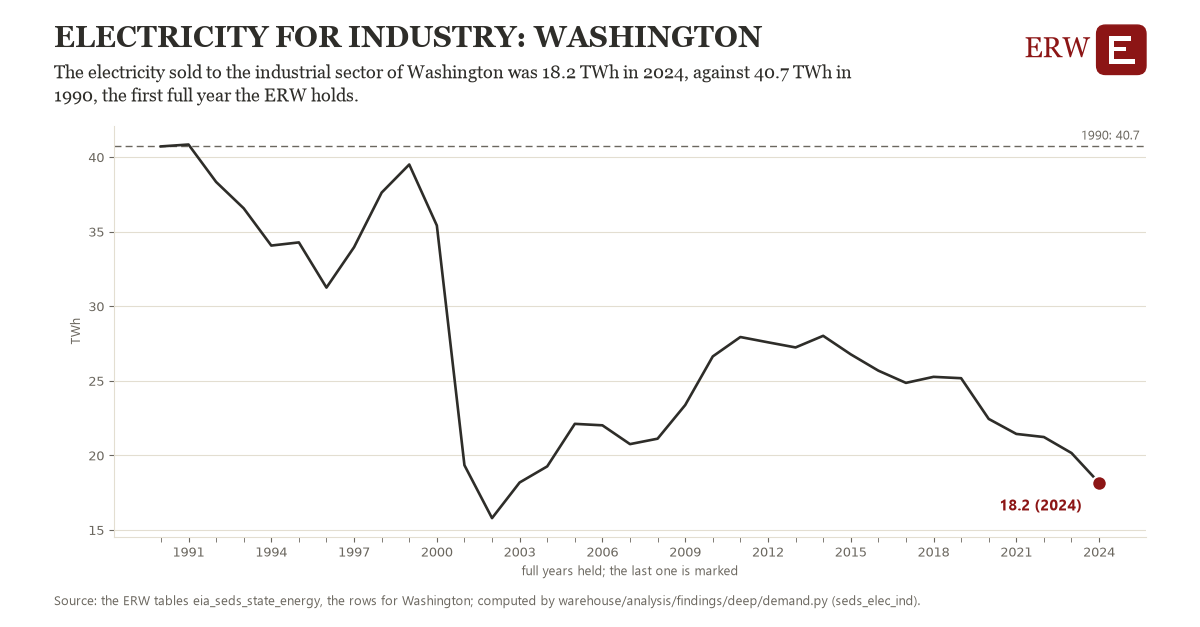 ELECTRICITY FOR INDUSTRY: WASHINGTON
The electricity sold to the industrial sector of Washington was 18.2 TWh in 2024, against 40.7 TWh in
1990, the first full year the ERW holds.
ERW E
1990: 40.7
40
35
30
25
20
15
TWh
18.2 (2024)
1991 1994 1997 2000 2003 2006 2009 2012 2015 2018 2021 2024
full years held; the last one is marked
Source: the ERW tables eia_seds_state_energy, the rows for Washington; computed by warehouse/analysis/findings/deep/demand.py (seds_elec_ind).